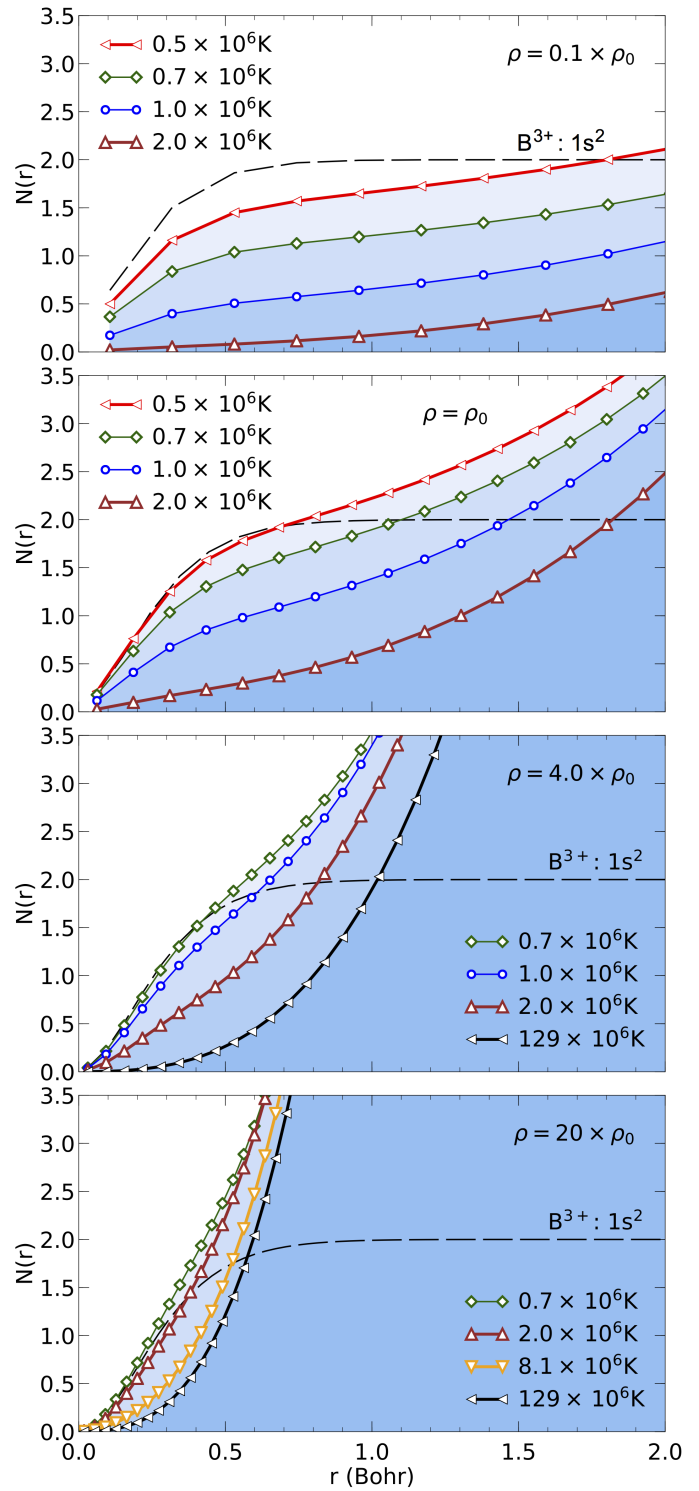 3.5
3.0
2.5
2.0
1.5
1.0
0.5
0.0
N(r)
0.5 × 10⁶K
0.7 × 10⁶K
1.0 × 10⁶K
2.0 × 10⁶K
ρ = 0.1 × ρ₀
B³⁺: 1s²
3.5
3.0
2.5
2.0
1.5
1.0
0.5
0.0
N(r)
0.5 × 10⁶K
0.7 × 10⁶K
1.0 × 10⁶K
2.0 × 10⁶K
ρ = ρ₀
3.5
3.0
2.5
2.0
1.5
1.0
0.5
0.0
N(r)
ρ = 4.0 × ρ₀
B³⁺: 1s²
0.7 × 10⁶K
1.0 × 10⁶K
2.0 × 10⁶K
129 × 10⁶K
3.5
3.0
2.5
2.0
1.5
1.0
0.5
0.0
N(r)
ρ = 20 × ρ₀
B³⁺: 1s²
0.7 × 10⁶K
2.0 × 10⁶K
8.1 × 10⁶K
129 × 10⁶K
0.0 0.5 1.0 1.5 2.0
r (Bohr)